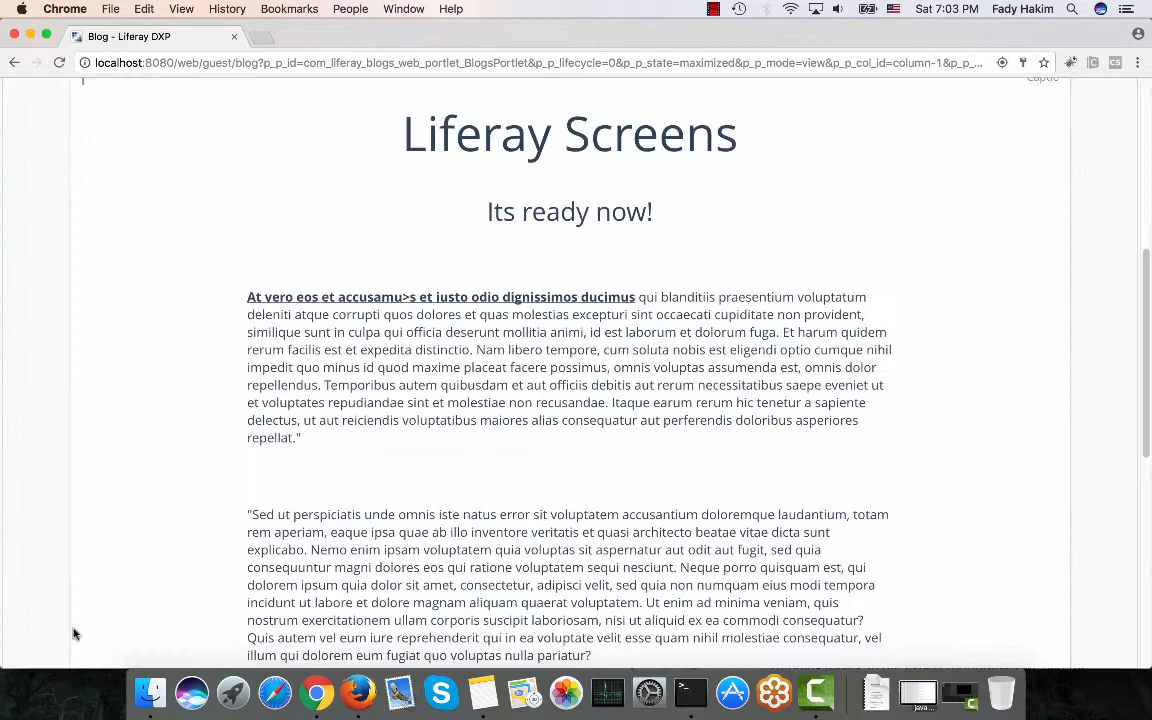 Chrome File Edit View History Bookmarks People Window Help Sat 7:03 PM Fady Hakim
Blog - Liferay DXP
localhost:8080/web/guest/blog?p_p_id=com_liferay_blogs_web_portlet_BlogsPortlet&p_p_lifecycle=0&p_p_state=maximized&p_p_mode=view&p_p_col_id=column-1&p_p_...
Captio
Liferay Screens
Its ready now!
At vero eos et accusamu>s et iusto odio dignissimos ducimus qui blanditiis praesentium voluptatum
deleniti atque corrupti quos dolores et quas molestias excepturi sint occaecati cupiditate non provident,
similique sunt in culpa qui officia deserunt mollitia animi, id est laborum et dolorum fuga. Et harum quidem
rerum facilis est et expedita distinctio. Nam libero tempore, cum soluta nobis est eligendi optio cumque nihil
impedit quo minus id quod maxime placeat facere possimus, omnis voluptas assumenda est, omnis dolor
repellendus. Temporibus autem quibusdam et aut officiis debitis aut rerum necessitatibus saepe eveniet ut
et voluptates repudiandae sint et molestiae non recusandae. Itaque earum rerum hic tenetur a sapiente
delectus, ut aut reiciendis voluptatibus maiores alias consequatur aut perferendis doloribus asperiores
repellat."
"Sed ut perspiciatis unde omnis iste natus error sit voluptatem accusantium doloremque laudantium, totam
rem aperiam, eaque ipsa quae ab illo inventore veritatis et quasi architecto beatae vitae dicta sunt
explicabo. Nemo enim ipsam voluptatem quia voluptas sit aspernatur aut odit aut fugit, sed quia
consequuntur magni dolores eos qui ratione voluptatem sequi nesciunt. Neque porro quisquam est, qui
dolorem ipsum quia dolor sit amet, consectetur, adipisci velit, sed quia non numquam eius modi tempora
incidunt ut labore et dolore magnam aliquam quaerat voluptatem. Ut enim ad minima veniam, quis
nostrum exercitationem ullam corporis suscipit laboriosam, nisi ut aliquid ex ea commodi consequatur?
Quis autem vel eum iure reprehenderit qui in ea voluptate velit esse quam nihil molestiae consequatur, vel
illum qui dolorem eum fugiat quo voluptas nulla pariatur?